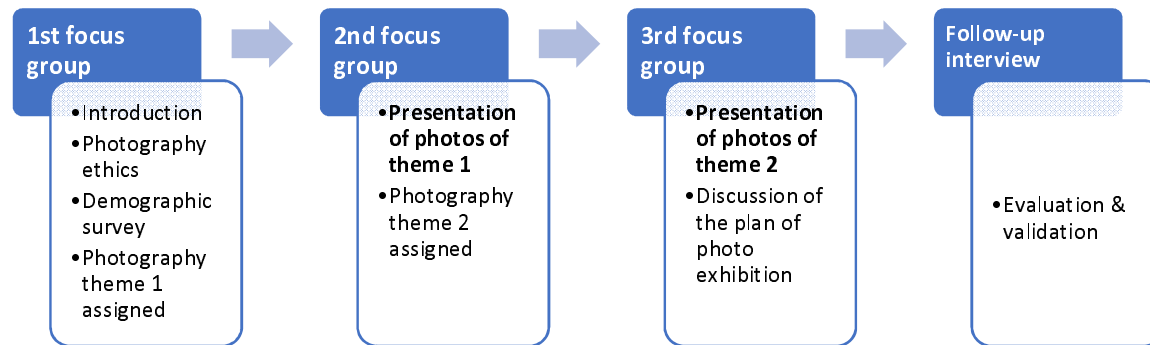 1st focus
group
•Introduction
•Photography
ethics
•Demographic
survey
•Photography
theme 1
assigned
2nd focus
group
•Presentation
of photos of
theme 1
•Photography
theme 2
assigned
3rd focus
group
•Presentation
of photos of
theme 2
•Discussion of
the plan of
photo
exhibition
Follow-up
interview
•Evaluation &
validation